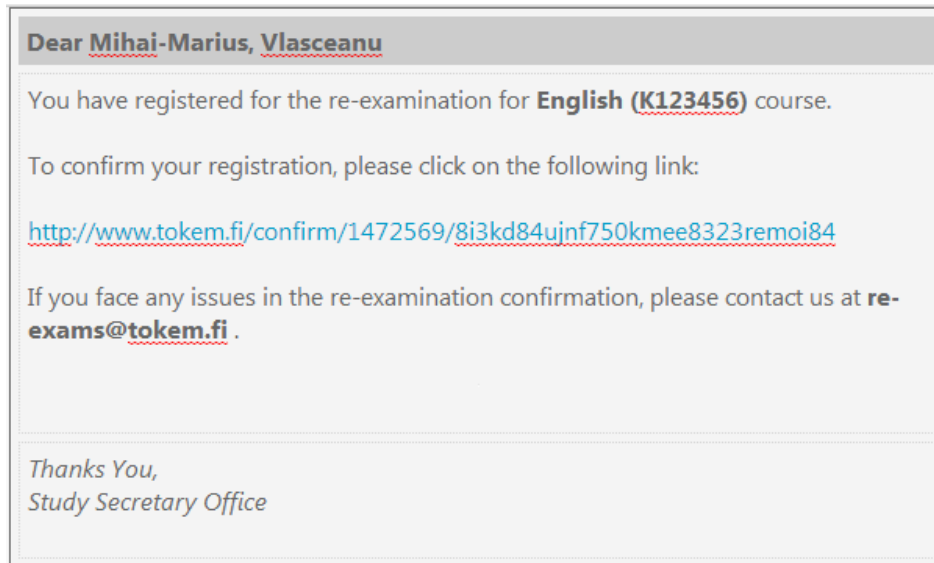 Dear Mihai-Marius, Vlasceanu
You have registered for the re-examination for English (K123456) course.
To confirm your registration, please click on the following link:
http://www.tokem.fi/confirm/1472569/8i3kd84ujnf750kmee8323remoi84
If you face any issues in the re-examination confirmation, please contact us at re-
exams@tokem.fi .
Thanks You,
Study Secretary Office